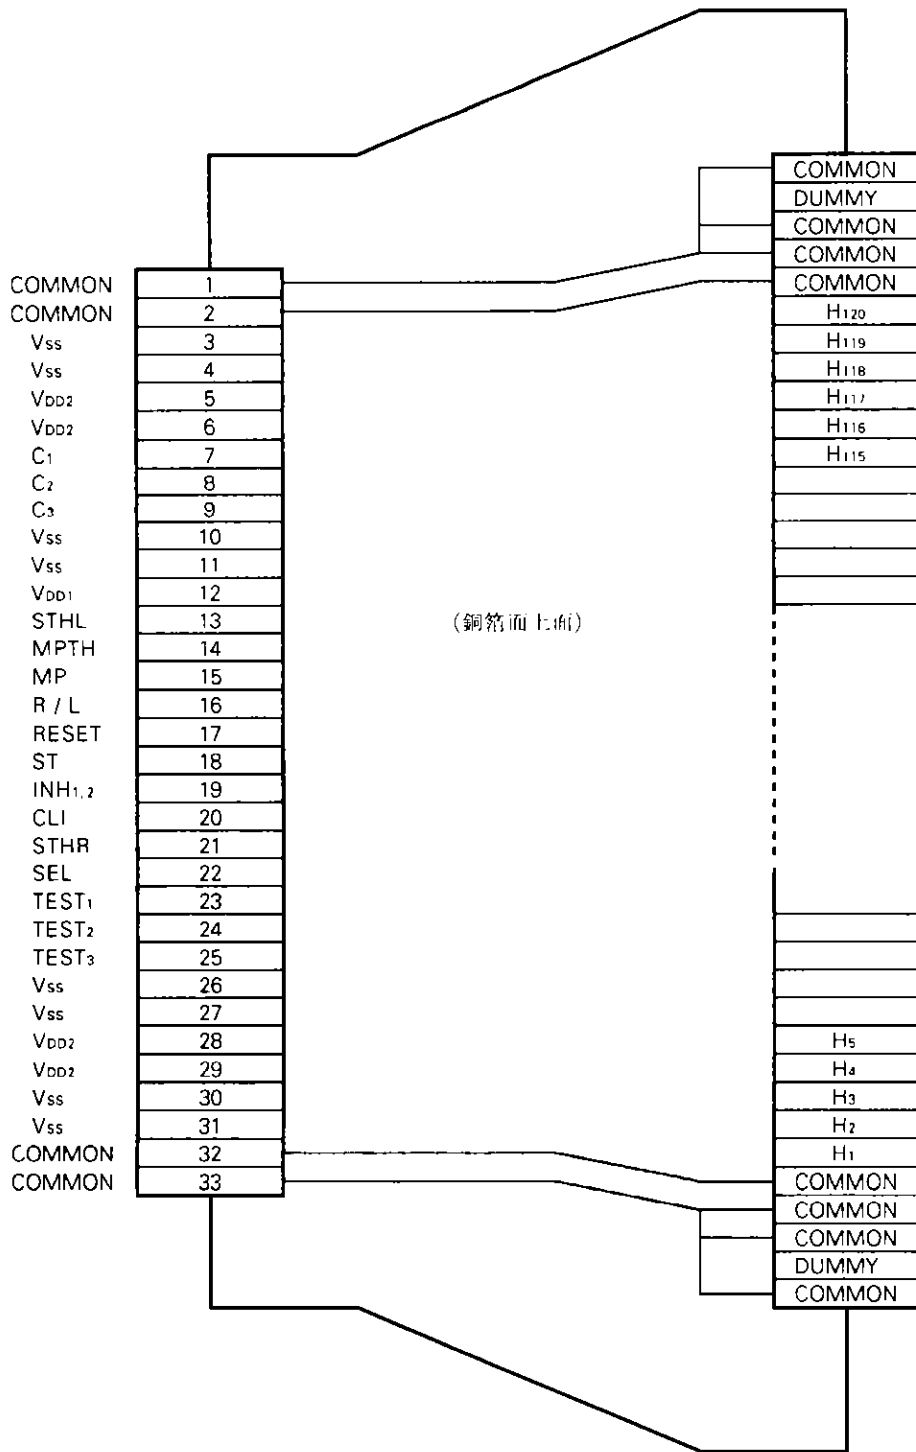 COMMON 1
COMMON 2
Vss 3
Vss 4
VDD2 5
VDD2 6
C1 7
C2 8
C3 9
Vss 10
Vss 11
VDD1 12
STHL 13
MPTH 14
MP 15
R / L 16
RESET 17
ST 18
INH1, 2 19
CLI 20
STHR 21
SEL 22
TEST1 23
TEST2 24
TEST3 25
Vss 26
Vss 27
VDD2 28
VDD2 29
Vss 30
Vss 31
COMMON 32
COMMON 33
(銅箔面上面)
COMMON
DUMMY
COMMON
COMMON
COMMON
H120
H119
H118
H117
H116
H115
H5
H4
H3
H2
H1
COMMON
COMMON
COMMON
DUMMY
COMMON